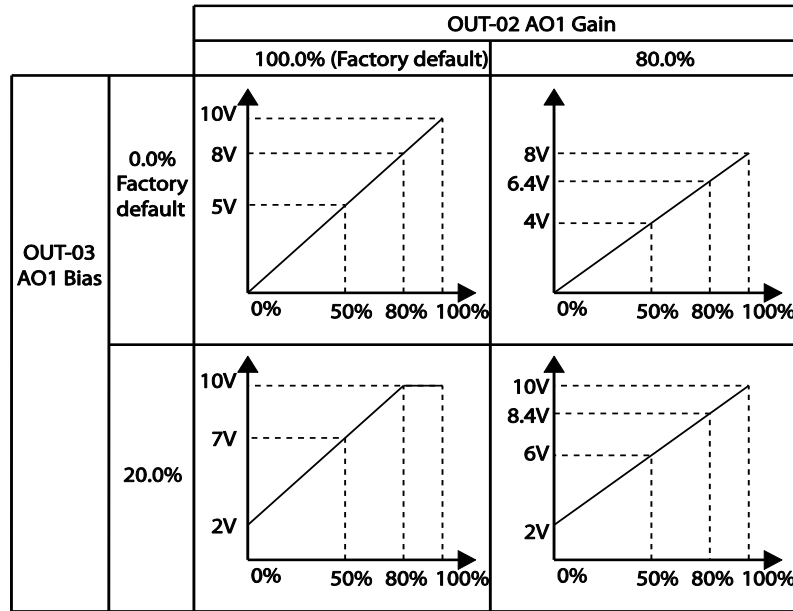 OUT-02 AO1 Gain
100.0% (Factory default)
80.0%
OUT-03
AO1 Bias
0.0%
Factory
default
10V
8V
5V
0% 50% 80% 100%
8V
6.4V
4V
0% 50% 80% 100%
20.0%
10V
7V
2V
0% 50% 80% 100%
10V
8.4V
6V
2V
0% 50% 80% 100%